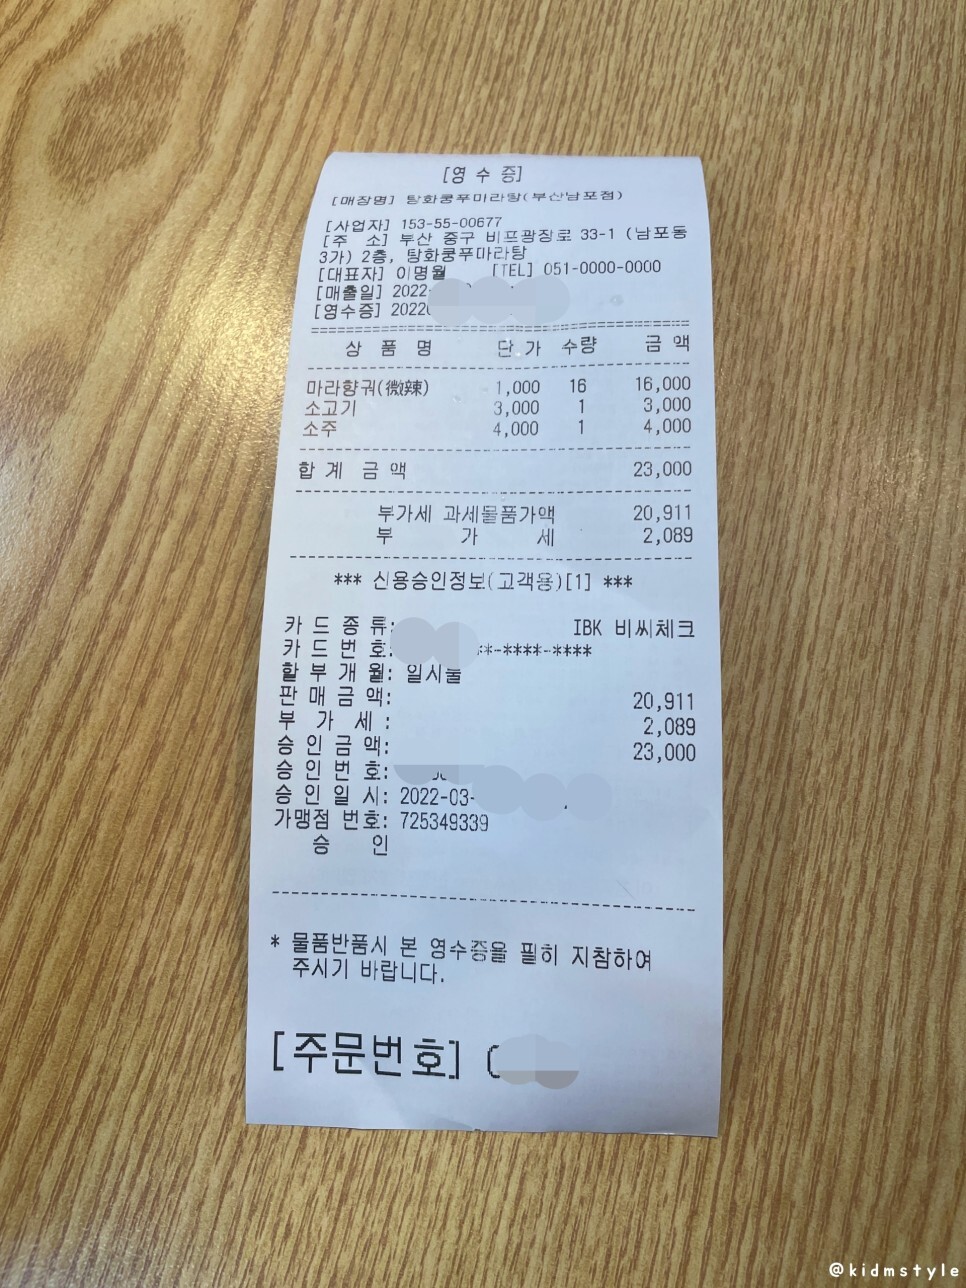 [영 수 증]
[매장명] 탕화쿵푸마라탕(부산남포점)
[사업자] 153-55-00677
[주 소] 부산 중구 비프광장로 33-1 (남포동
3가) 2층, 탕화쿵푸마라탕
[대표자] 이명월 [TEL] 051-0000-0000
[매출일] 2022-
[영수증] 2022
상 품 명 단 가 수량 금 액
마라향궈(微辣) 1,000 16 16,000
소고기 3,000 1 3,000
소주 4,000 1 4,000
합 계 금 액 23,000
부가세 과세물품가액 20,911
부 가 세 2,089
*** 신용승인정보(고객용)[1] ***
카 드 종 류: IBK 비씨체크
카 드 번 호: **-****-****
할 부 개 월: 일시불
판 매 금 액: 20,911
부 가 세 : 2,089
승 인 금 액: 23,000
승 인 번 호:
승 인 일 시: 2022-03-
가맹점 번호: 725349339
승 인
* 물품반품시 본 영수증을 필히 지참하여
주시기 바랍니다.
[주문번호]
@kidmstyle